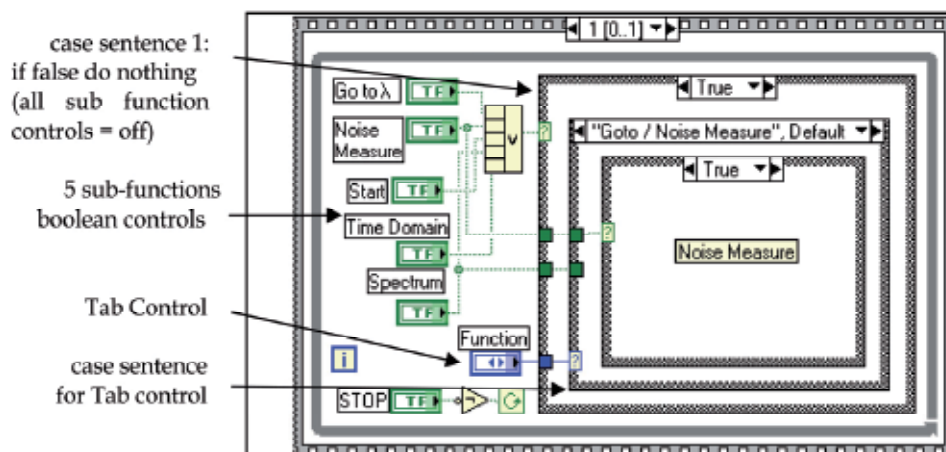 case sentence 1:
if false do nothing
(all sub function
controls = off)
5 sub-functions
boolean controls
Tab Control
case sentence
for Tab control
1 [0..1]
Go to λ
TF
Noise
Measure
TF
Start
TF
Time Domain
TF
Spectrum
TF
Function
i
STOP
TF
V
?
True
"Goto / Noise Measure", Default
True
?
Noise Measure
?